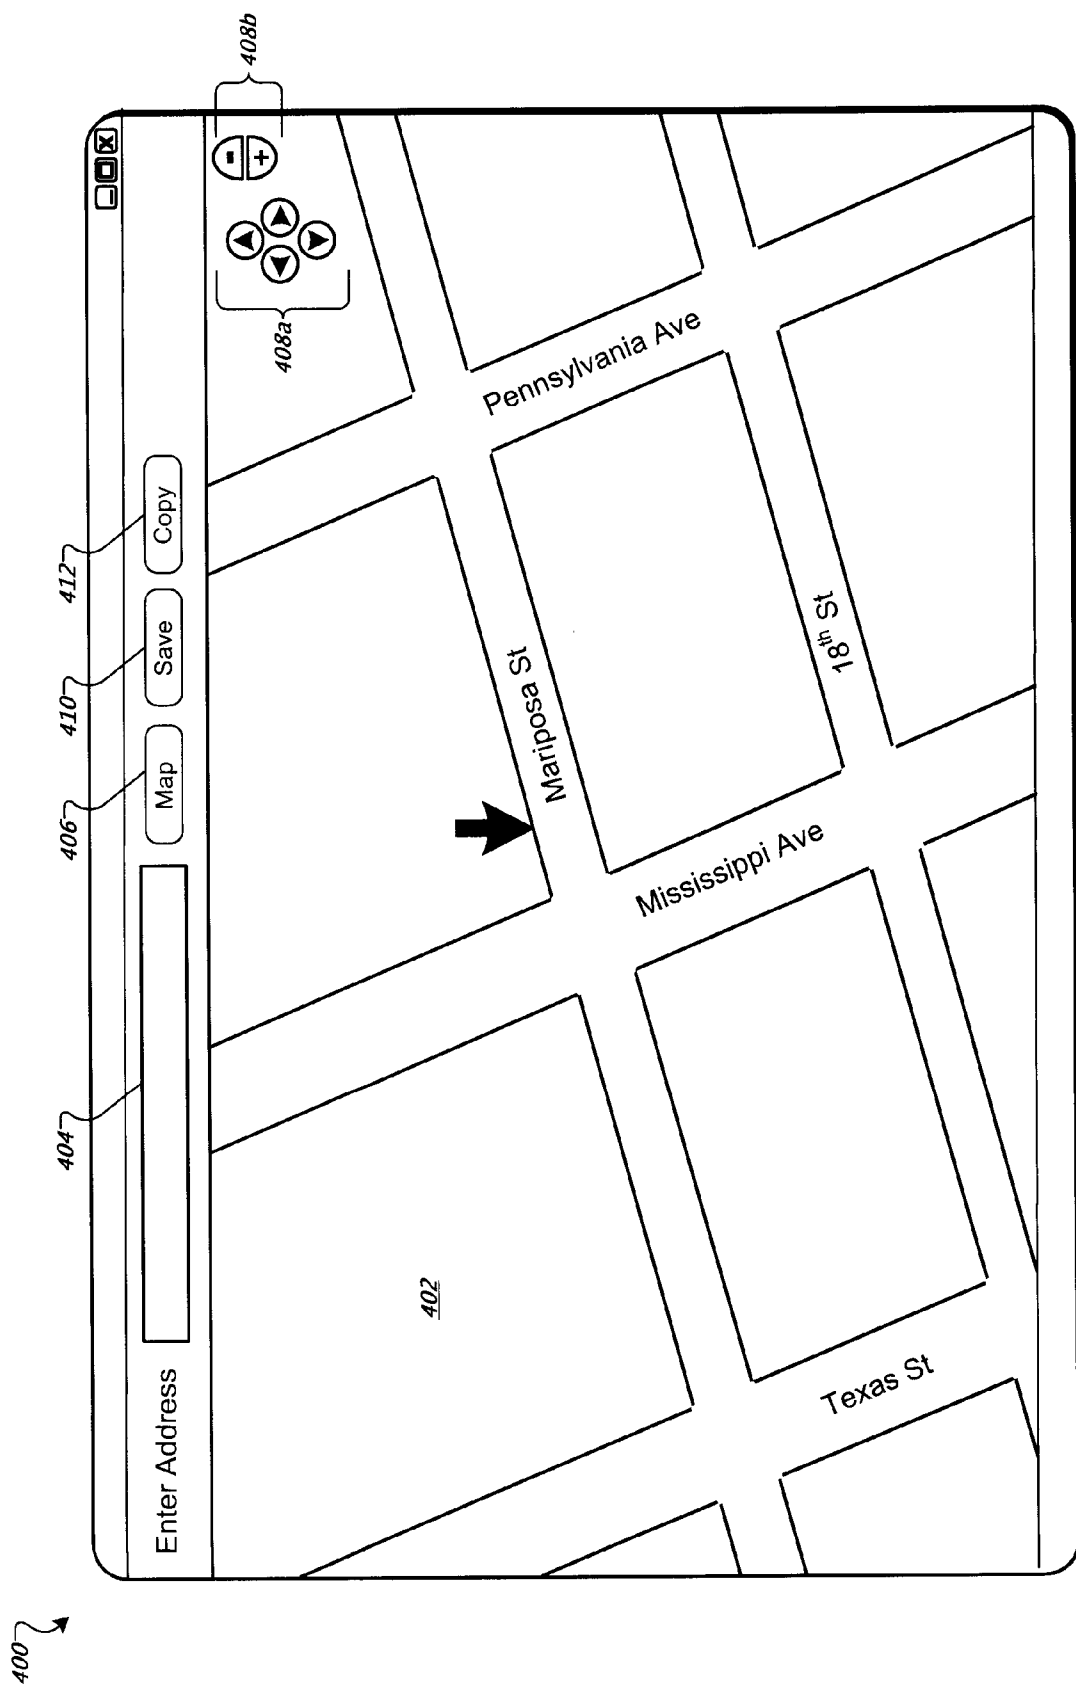 400
404
406
410
412
408b
Enter Address
Map
Save
Copy
-
+
408a
402
Mariposa St
Pennsylvania Ave
18th St
Mississippi Ave
Texas St